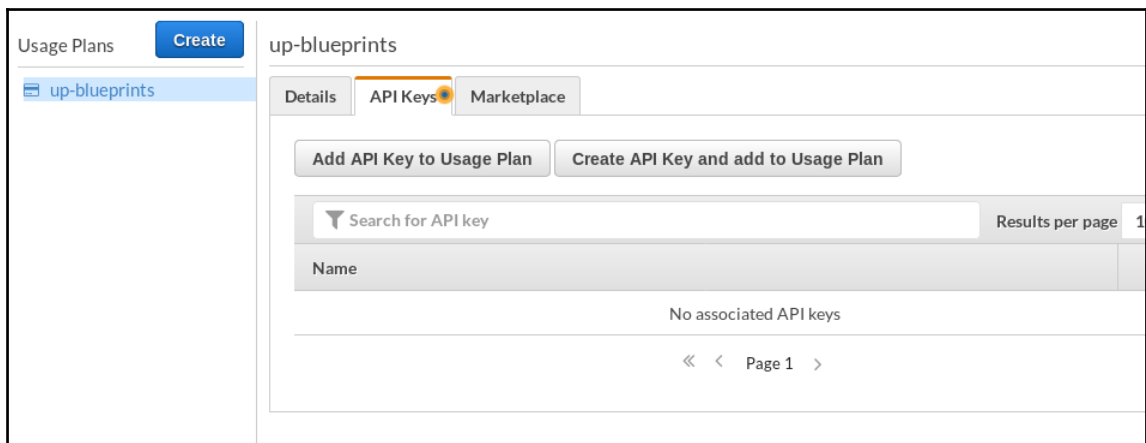 Usage Plans
Create
up-blueprints
up-blueprints
Details API Keys Marketplace
Add API Key to Usage Plan Create API Key and add to Usage Plan
Search for API key Results per page 1
Name
No associated API keys
« < Page 1 >